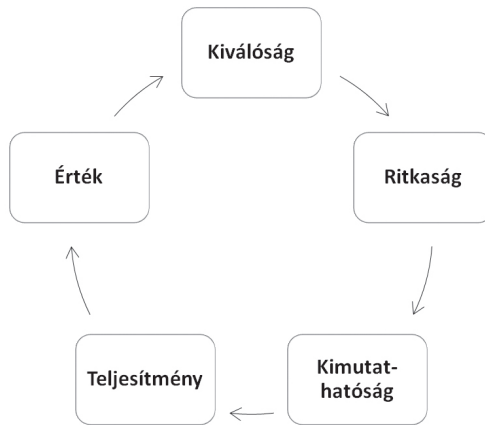 Kiválóság
Ritkaság
Kimutat-
hatóság
Teljesítmény
Érték